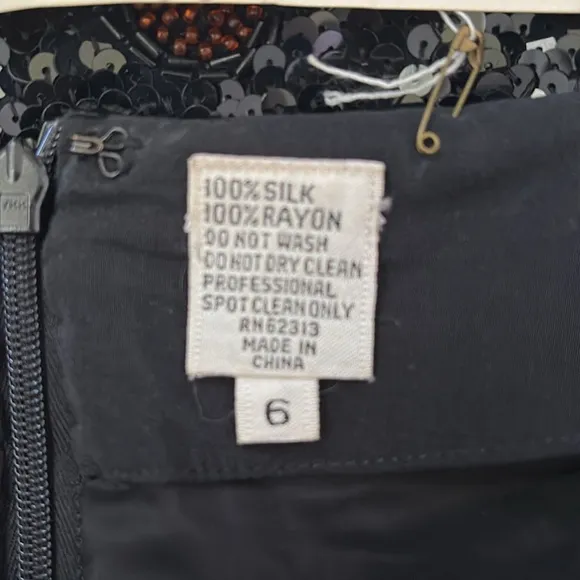 100% SILK
100% RAYON
DO NOT WASH
DO NOT DRY CLEAN
PROFESSIONAL
SPOT CLEAN ONLY
RN 62313
MADE IN
CHINA
6